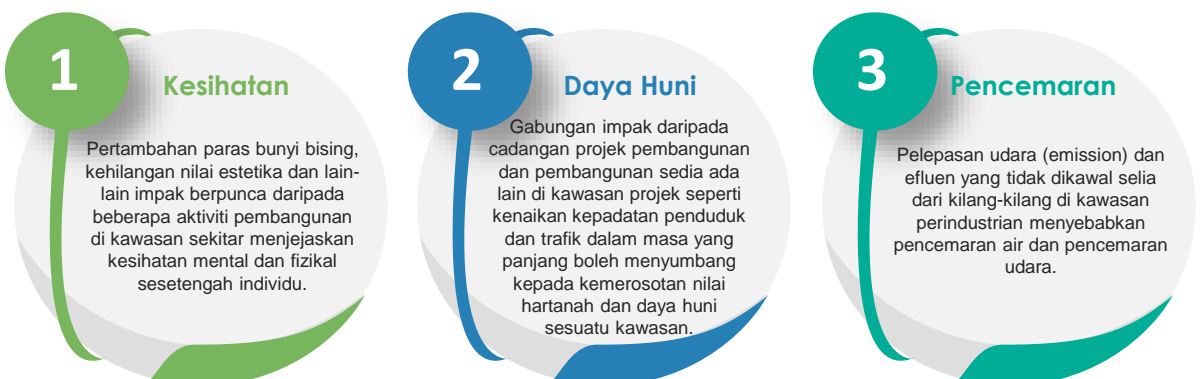 1
Kesihatan
Pertambahan paras bunyi bising,
kehilangan nilai estetika dan lain-
lain impak berpunca daripada
beberapa aktiviti pembangunan
di kawasan sekitar menjejaskan
kesihatan mental dan fizikal
sesetengah individu.
2
Daya Huni
Gabungan impak daripada
cadangan projek pembangunan
dan pembangunan sedia ada
lain di kawasan projek seperti
kenaikan kepadatan penduduk
dan trafik dalam masa yang
panjang boleh menyumbang
kepada kemerosotan nilai
hartanah dan daya huni
sesuatu kawasan.
3
Pencemaran
Pelepasan udara (emission) dan
efluen yang tidak dikawal selia
dari kilang-kilang di kawasan
perindustrian menyebabkan
pencemaran air dan pencemaran
udara.